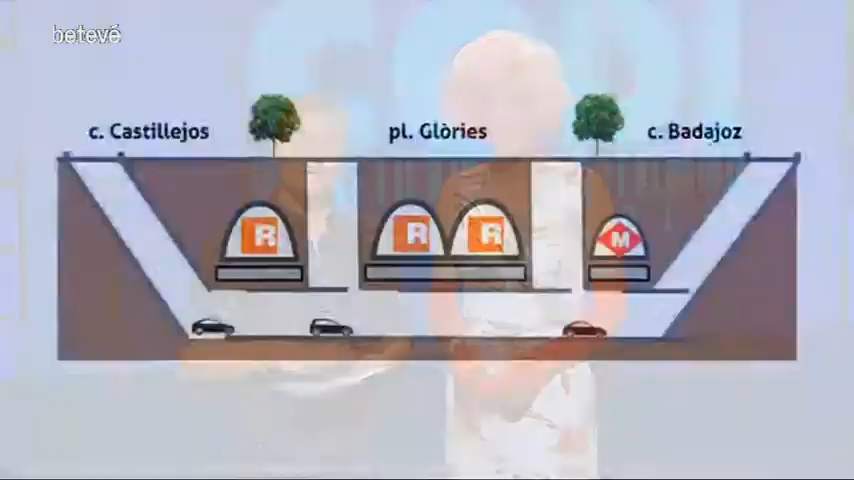 betevé
c. Castillejos
pl. Glòries
c. Badajoz
R
R
R
M